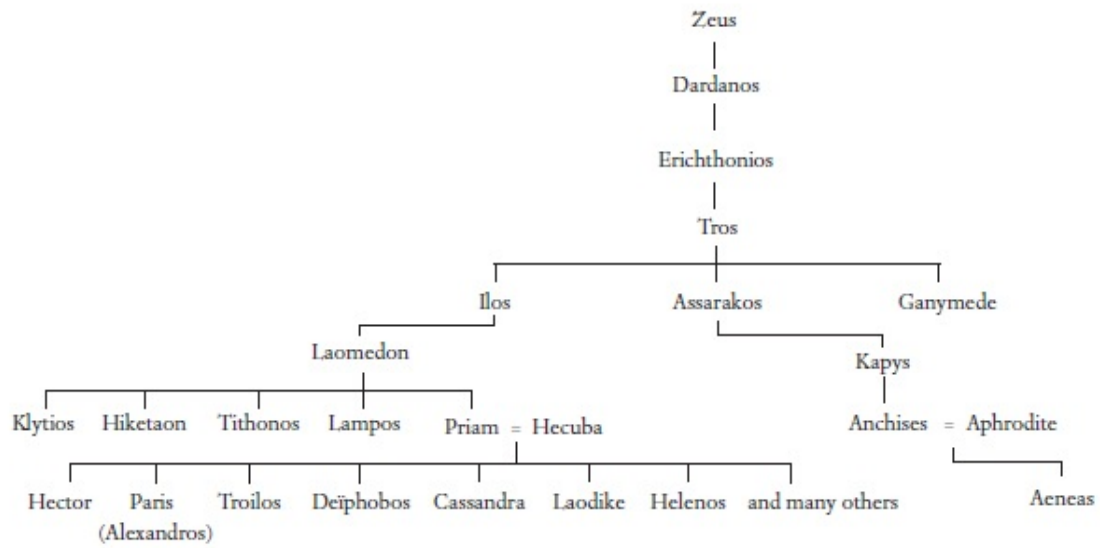 Zeus
Dardanos
Erichthonios
Tros
Ilos Assarakos Ganymede
Laomedon
Kapys
Klytios Hiketaon Tithonos Lampos Priam = Hecuba Anchises = Aphrodite
Hector Paris Troilos Deïphobos Cassandra Laodike Helenos and many others Aeneas
(Alexandros)